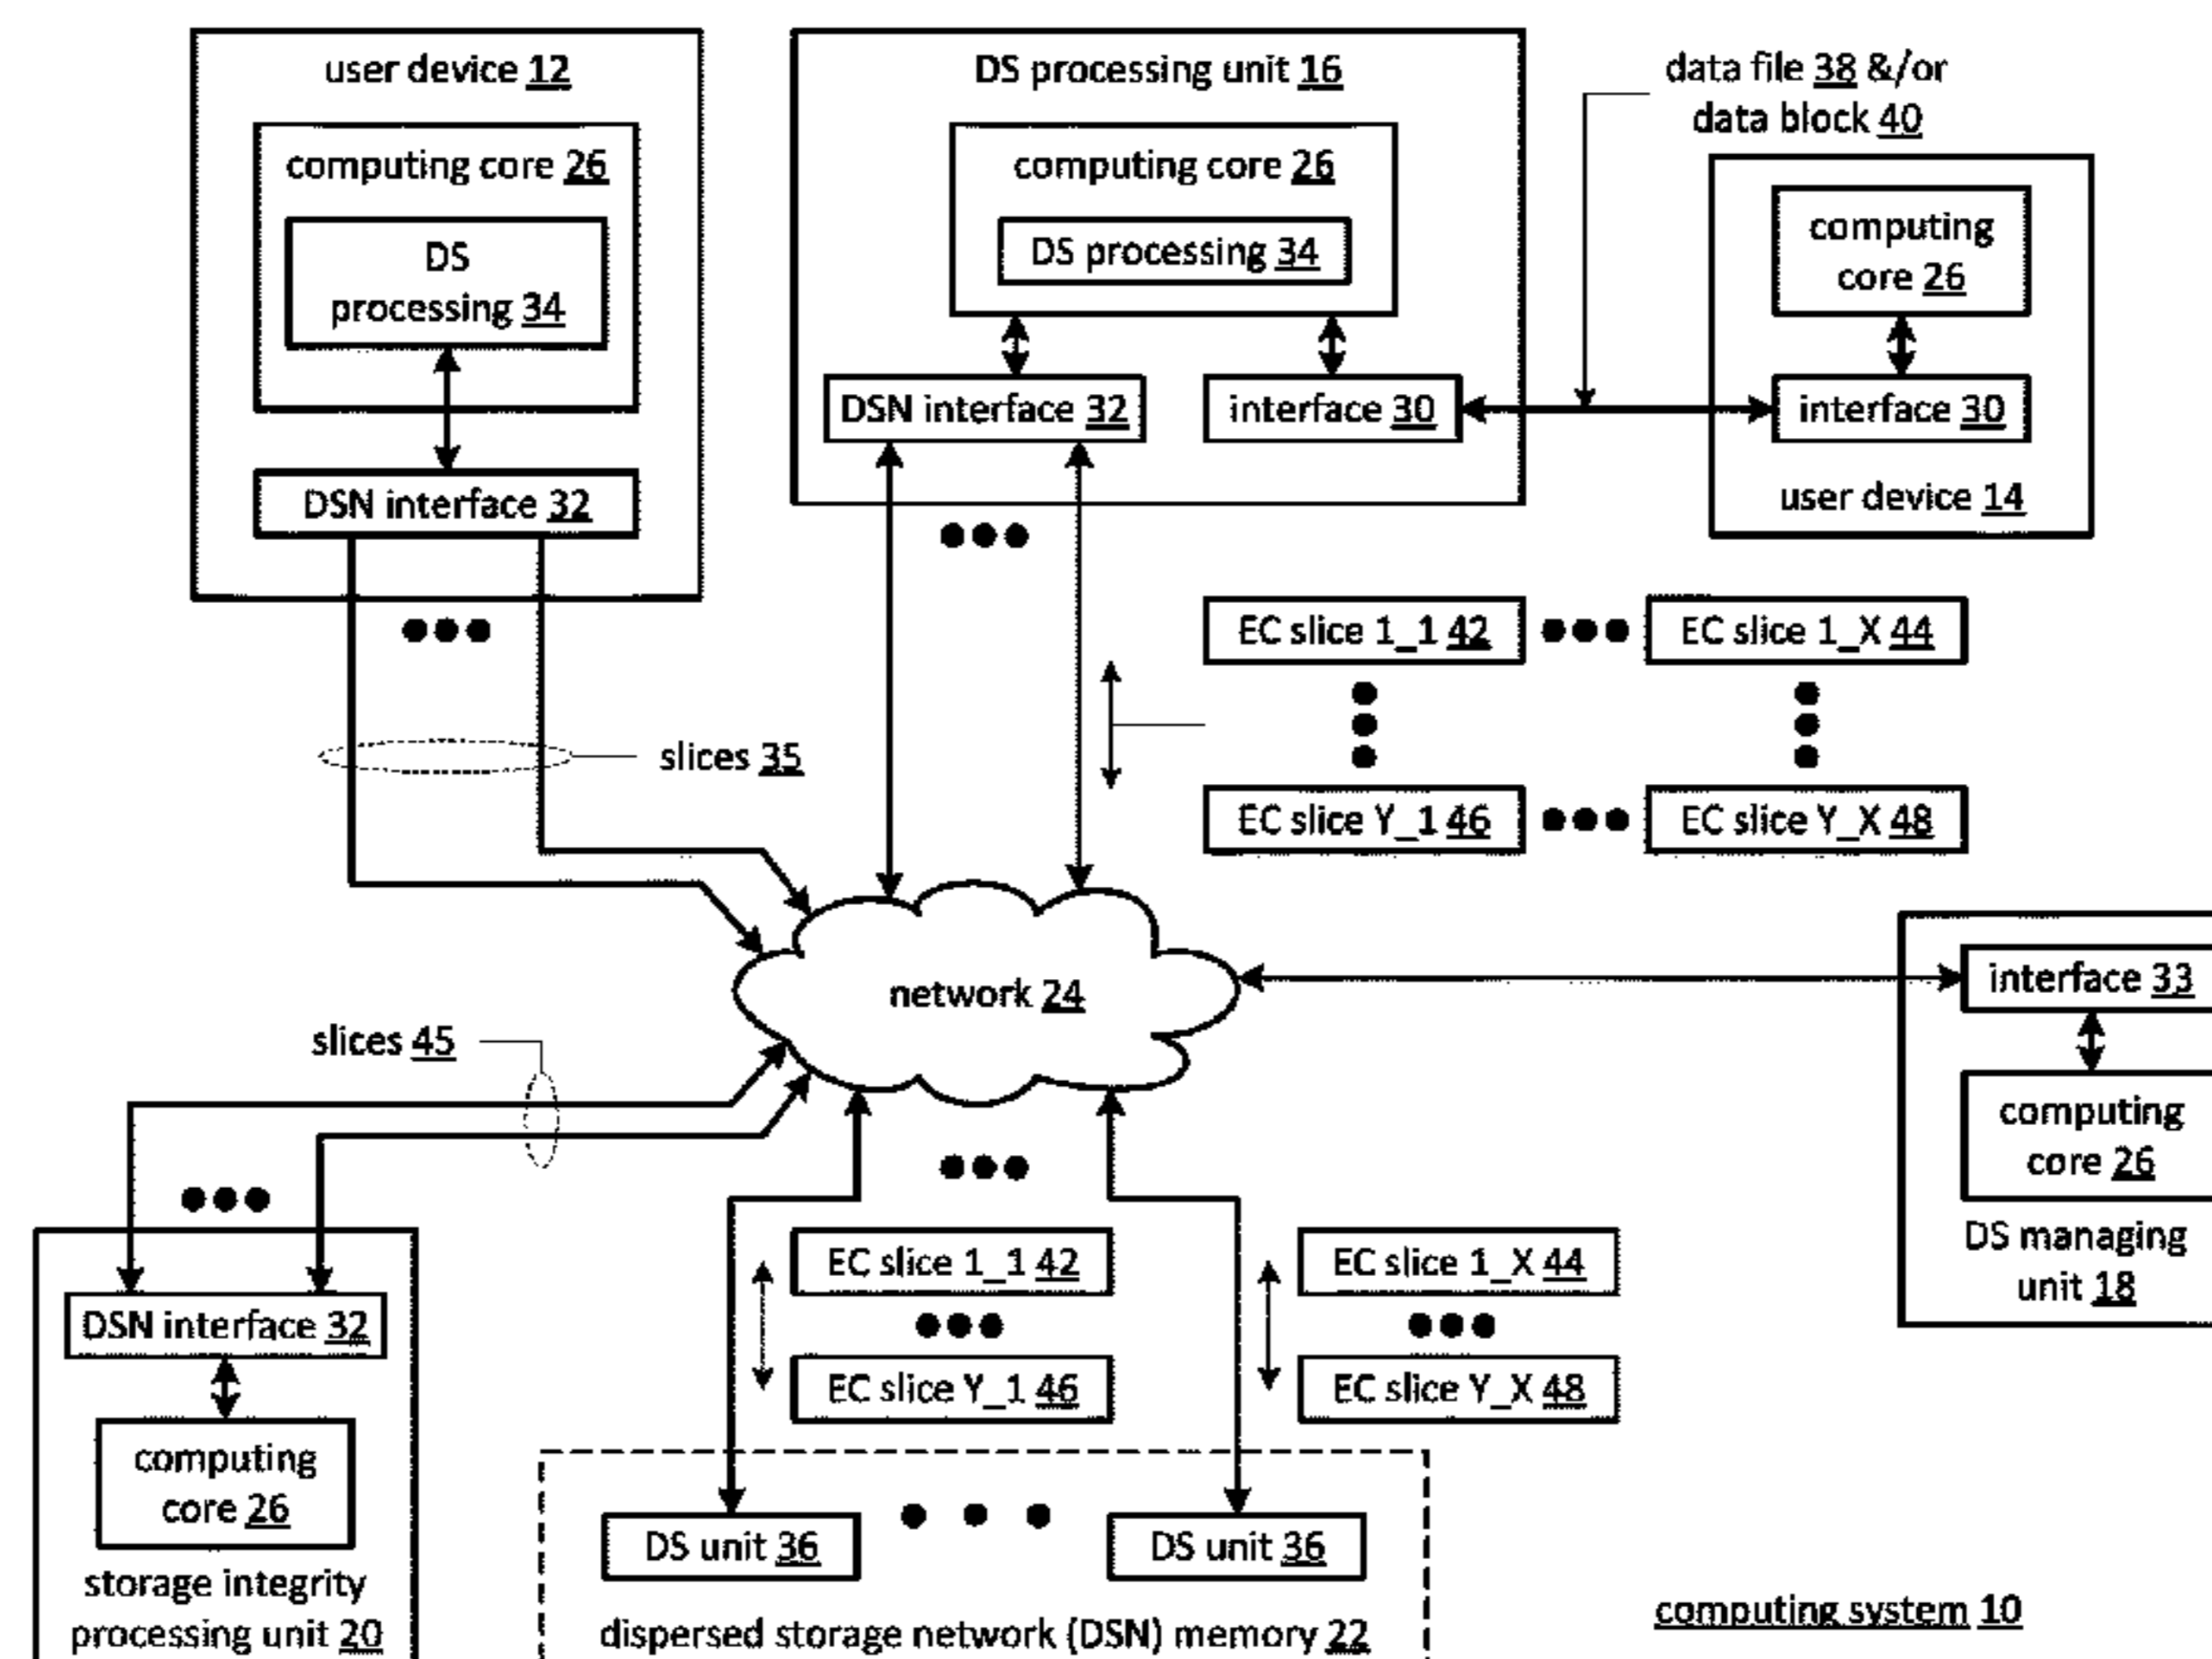 user device 12
computing core 26
DS
processing 34
DSN interface 32
slices 35
DS processing unit 16
computing core 26
DS processing 34
DSN interface 32
interface 30
data file 38 &/or
data block 40
computing
core 26
interface 30
user device 14
EC slice 1_1 42
EC slice 1_X 44
EC slice Y_1 46
EC slice Y_X 48
network 24
interface 33
computing
core 26
DS managing
unit 18
slices 45
DSN interface 32
computing
core 26
storage integrity
processing unit 20
EC slice 1_1 42
EC slice 1_X 44
EC slice Y_1 46
EC slice Y_X 48
DS unit 36
DS unit 36
dispersed storage network (DSN) memory 22
computing system 10